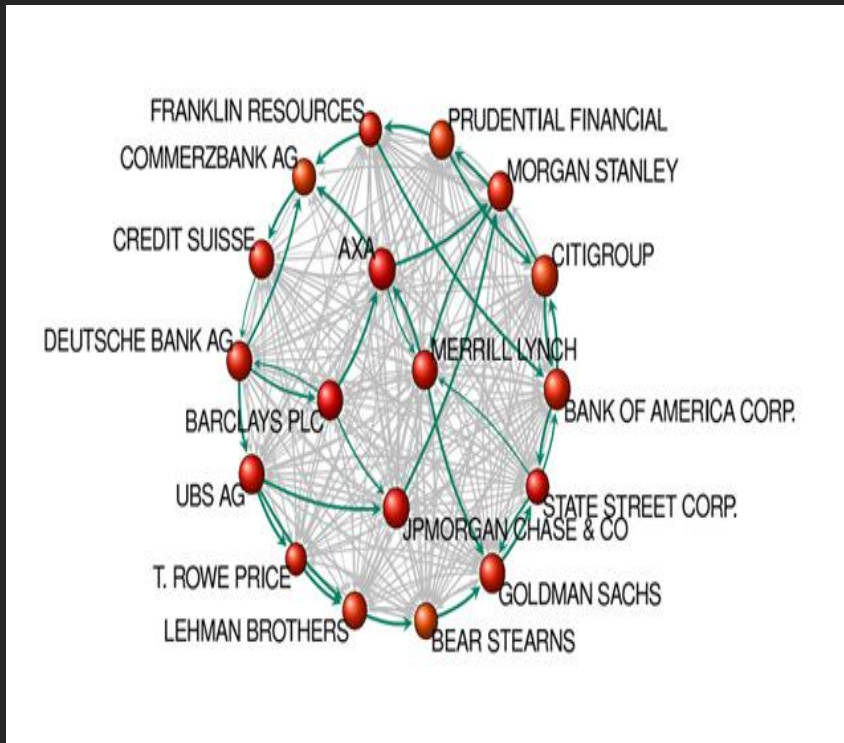 FRANKLIN RESOURCES
PRUDENTIAL FINANCIAL
COMMERZBANK AG
MORGAN STANLEY
CREDIT SUISSE
AXA
CITIGROUP
DEUTSCHE BANK AG
MERRILL LYNCH
BARCLAYS PLC
BANK OF AMERICA CORP.
UBS AG
STATE STREET CORP.
JPMORGAN CHASE & CO
T. ROWE PRICE
GOLDMAN SACHS
LEHMAN BROTHERS
BEAR STEARNS